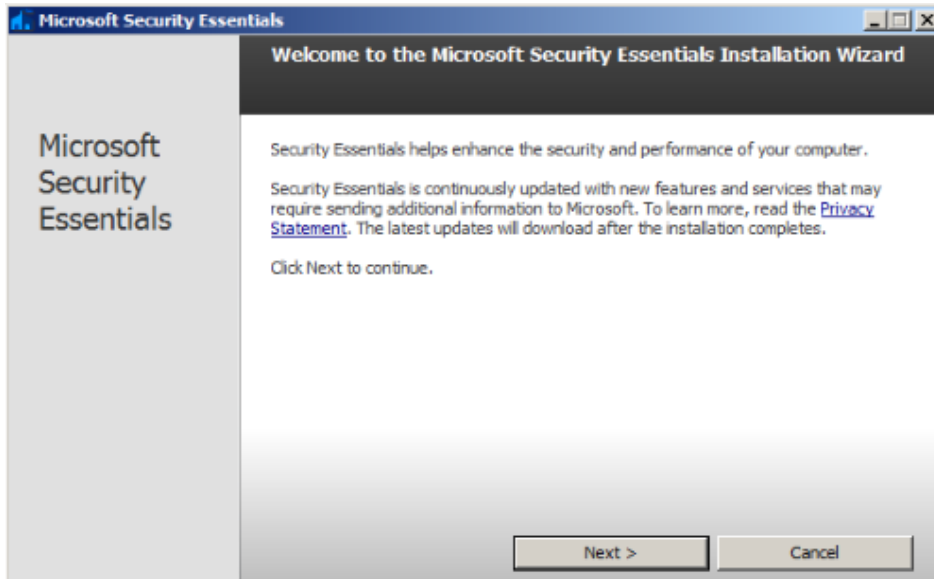 Microsoft Security Essentials
Welcome to the Microsoft Security Essentials Installation Wizard
Microsoft
Security
Essentials
Security Essentials helps enhance the security and performance of your computer.
Security Essentials is continuously updated with new features and services that may
require sending additional information to Microsoft. To learn more, read the Privacy
Statement. The latest updates will download after the installation completes.
Click Next to continue.
Next >
Cancel